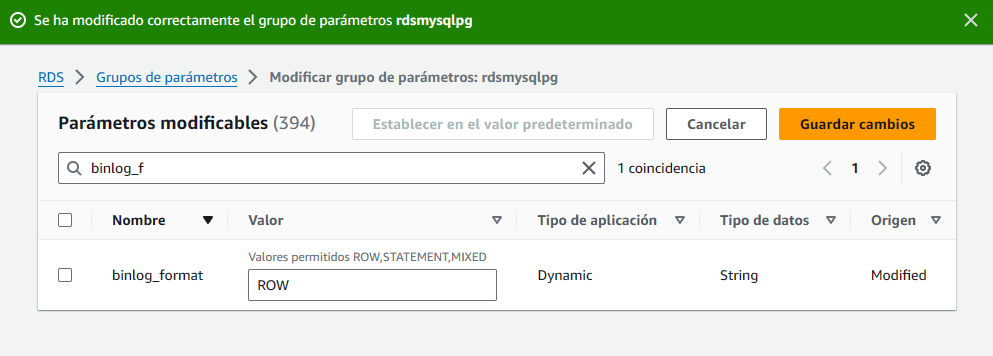 Se ha modificado correctamente el grupo de parámetros rdsmysqlpg
RDS > Grupos de parámetros > Modificar grupo de parámetros: rdsmysqlpg
Parámetros modificables (394) Establecer en el valor predeterminado Cancelar Guardar cambios
binlog_f 1 coincidencia 1
Nombre Valor Tipo de aplicación Tipo de datos Origen
Valores permitidos ROW,STATEMENT,MIXED
binlog_format ROW Dynamic String Modified